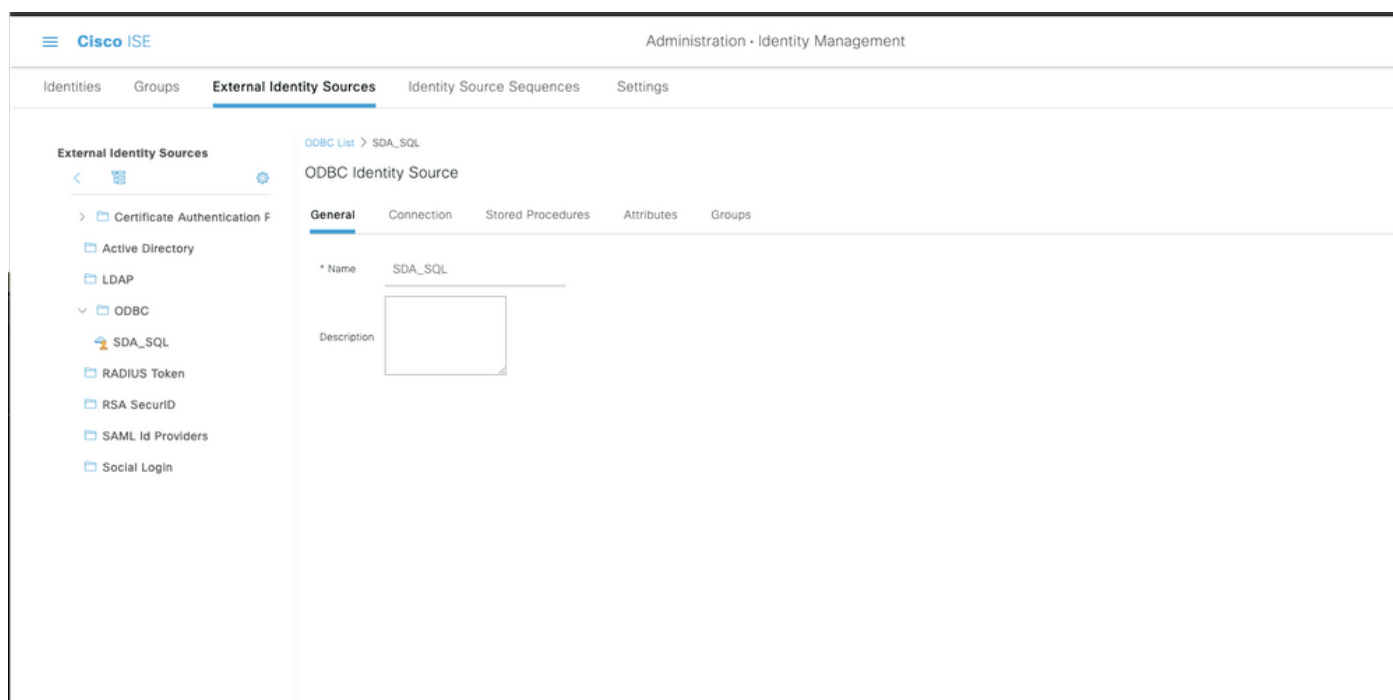 Cisco ISE
Administration · Identity Management
Identities Groups External Identity Sources Identity Source Sequences Settings
External Identity Sources
Certificate Authentication F
Active Directory
LDAP
ODBC
SDA_SQL
RADIUS Token
RSA SecurID
SAML Id Providers
Social Login
ODBC List > SDA_SQL
ODBC Identity Source
General Connection Stored Procedures Attributes Groups
* Name SDA_SQL
Description